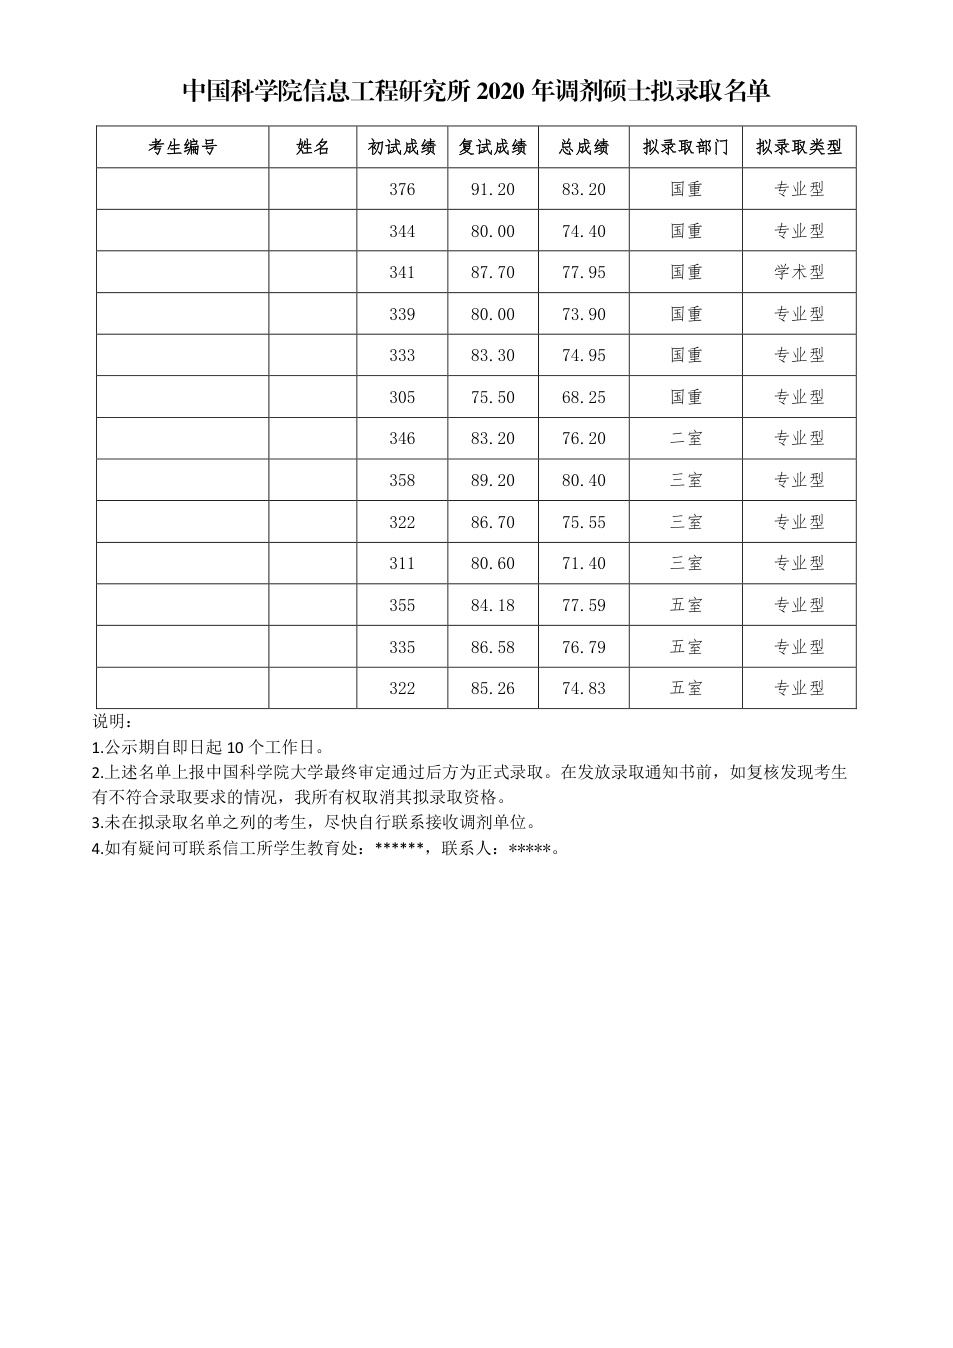 中国科学院信息工程研究所 2020 年调剂硕士拟录取名单
考生编号 姓名 初试成绩 复试成绩 总成绩 拟录取部门 拟录取类型
376 91.20 83.20 国重 专业型
344 80.00 74.40 国重 专业型
341 87.70 77.95 国重 学术型
339 80.00 73.90 国重 专业型
333 83.30 74.95 国重 专业型
305 75.50 68.25 国重 专业型
346 83.20 76.20 二室 专业型
358 89.20 80.40 三室 专业型
322 86.70 75.55 三室 专业型
311 80.60 71.40 三室 专业型
355 84.18 77.59 五室 专业型
335 86.58 76.79 五室 专业型
322 85.26 74.83 五室 专业型
说明：
1.公示期自即日起 10 个工作日。
2.上述名单上报中国科学院大学最终审定通过后方为正式录取。在发放录取通知书前，如复核发现考生
有不符合录取要求的情况，我所有权取消其拟录取资格。
3.未在拟录取名单之列的考生，尽快自行联系接收调剂单位。
4.如有疑问可联系信工所学生教育处：******，联系人：*****。